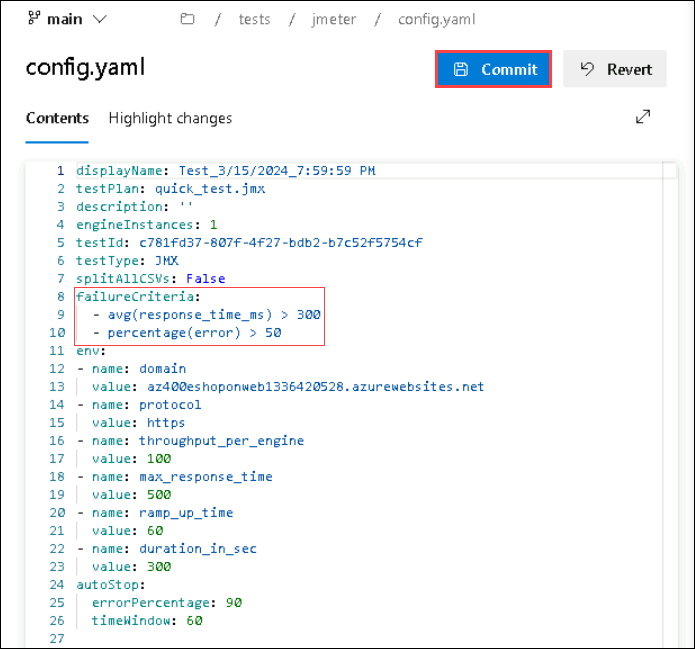 main / tests / jmeter / config.yaml
config.yaml Commit Revert
Contents Highlight changes
1 displayName: Test_3/15/2024_7:59:59 PM
2 testPlan: quick_test.jmx
3 description: ''
4 engineInstances: 1
5 testId: c781fd37-807f-4f27-bdb2-b7c52f5754cf
6 testType: JMX
7 splitAllCSVs: False
8 failureCriteria:
9   - avg(response_time_ms) > 300
10   - percentage(error) > 50
11 env:
12 - name: domain
13   value: az400eshoponweb1336420528.azurewebsites.net
14 - name: protocol
15   value: https
16 - name: throughput_per_engine
17   value: 100
18 - name: max_response_time
19   value: 500
20 - name: ramp_up_time
21   value: 60
22 - name: duration_in_sec
23   value: 300
24 autoStop:
25   errorPercentage: 90
26   timeWindow: 60
27